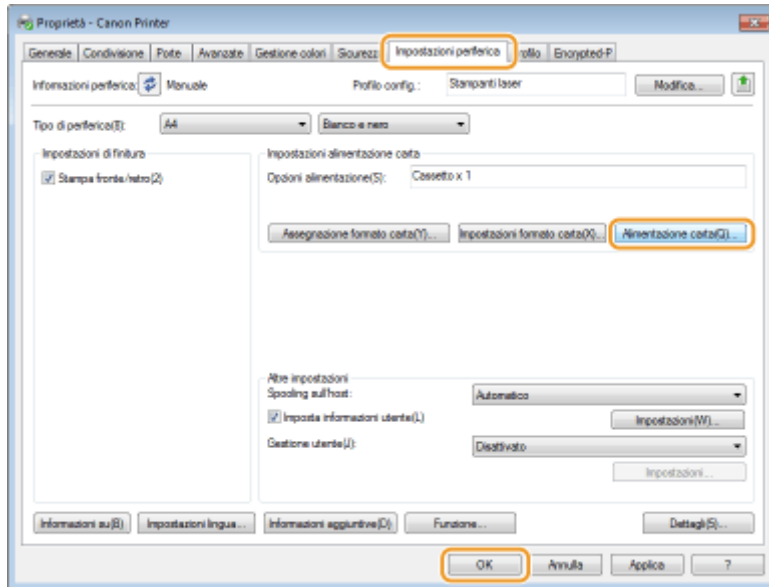 Proprietà - Canon Printer
Generale Condivisione Porte Avanzate Gestione colori Sicurezz Impostazioni periferica rofilo Encrypted-P
Informazioni periferica: Manuale Profilo config.: Stampanti laser Modifica...
Tipo di periferica(B): A4 Bianco e nero
Impostazioni di finitura Impostazioni alimentazione carta
Stampa fronte/retro(2) Opzioni alimentazione(S): Cassetto x 1
Assegnazione formato carta(Y)... Impostazioni formato carta(X)... Alimentazione carta(Q)...
Altre impostazioni
Spooling sull'host: Automatico
Imposta informazioni utente(L) Impostazioni(W)...
Gestione utente(J): Disattivato
Impostazioni...
Informazioni su(B) Impostazioni lingua... Informazioni aggiuntive(D) Funzione... Dettagli(5)...
OK Annulla Applica ?